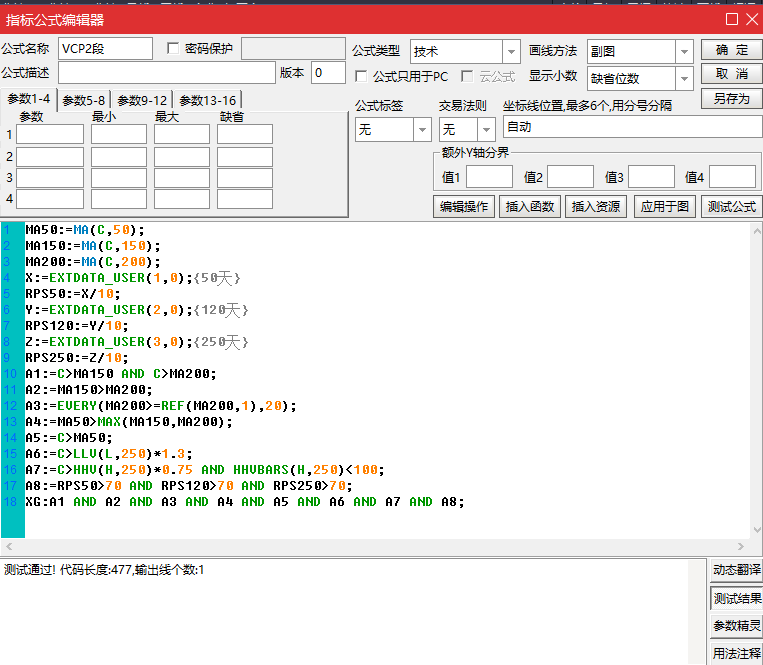 指标公式编辑器
公式名称 VCP2段 密码保护 公式类型 技术 画线方法 副图 确 定
公式描述 版本 0 公式只用于PC 云公式 显示小数 缺省位数 取 消
参数1-4 参数5-8 参数9-12 参数13-16 公式标签 交易法则 坐标线位置,最多6个,用分号分隔 另存为
参数 最小 最大 缺省 无 无 自动
1
2
3
4
额外Y轴分界
值1 值2 值3 值4
编辑操作 插入函数 插入资源 应用于图 测试公式
1 MA50:=MA(C,50);
2 MA150:=MA(C,150);
3 MA200:=MA(C,200);
4 X:=EXTDATA_USER(1,0);{50天}
5 RPS50:=X/10;
6 Y:=EXTDATA_USER(2,0);{120天}
7 RPS120:=Y/10;
8 Z:=EXTDATA_USER(3,0);{250天}
9 RPS250:=Z/10;
10 A1:=C>MA150 AND C>MA200;
11 A2:=MA150>MA200;
12 A3:=EVERY(MA200>=REF(MA200,1),20);
13 A4:=MA50>MAX(MA150,MA200);
14 A5:=C>MA50;
15 A6:=C>LLV(L,250)*1.3;
16 A7:=C>HHV(H,250)*0.75 AND HHVBARS(H,250)<100;
17 A8:=RPS50>70 AND RPS120>70 AND RPS250>70;
18 XG:A1 AND A2 AND A3 AND A4 AND A5 AND A6 AND A7 AND A8;
测试通过! 代码长度:477,输出线个数:1
动态翻译
测试结果
参数精灵
用法注释